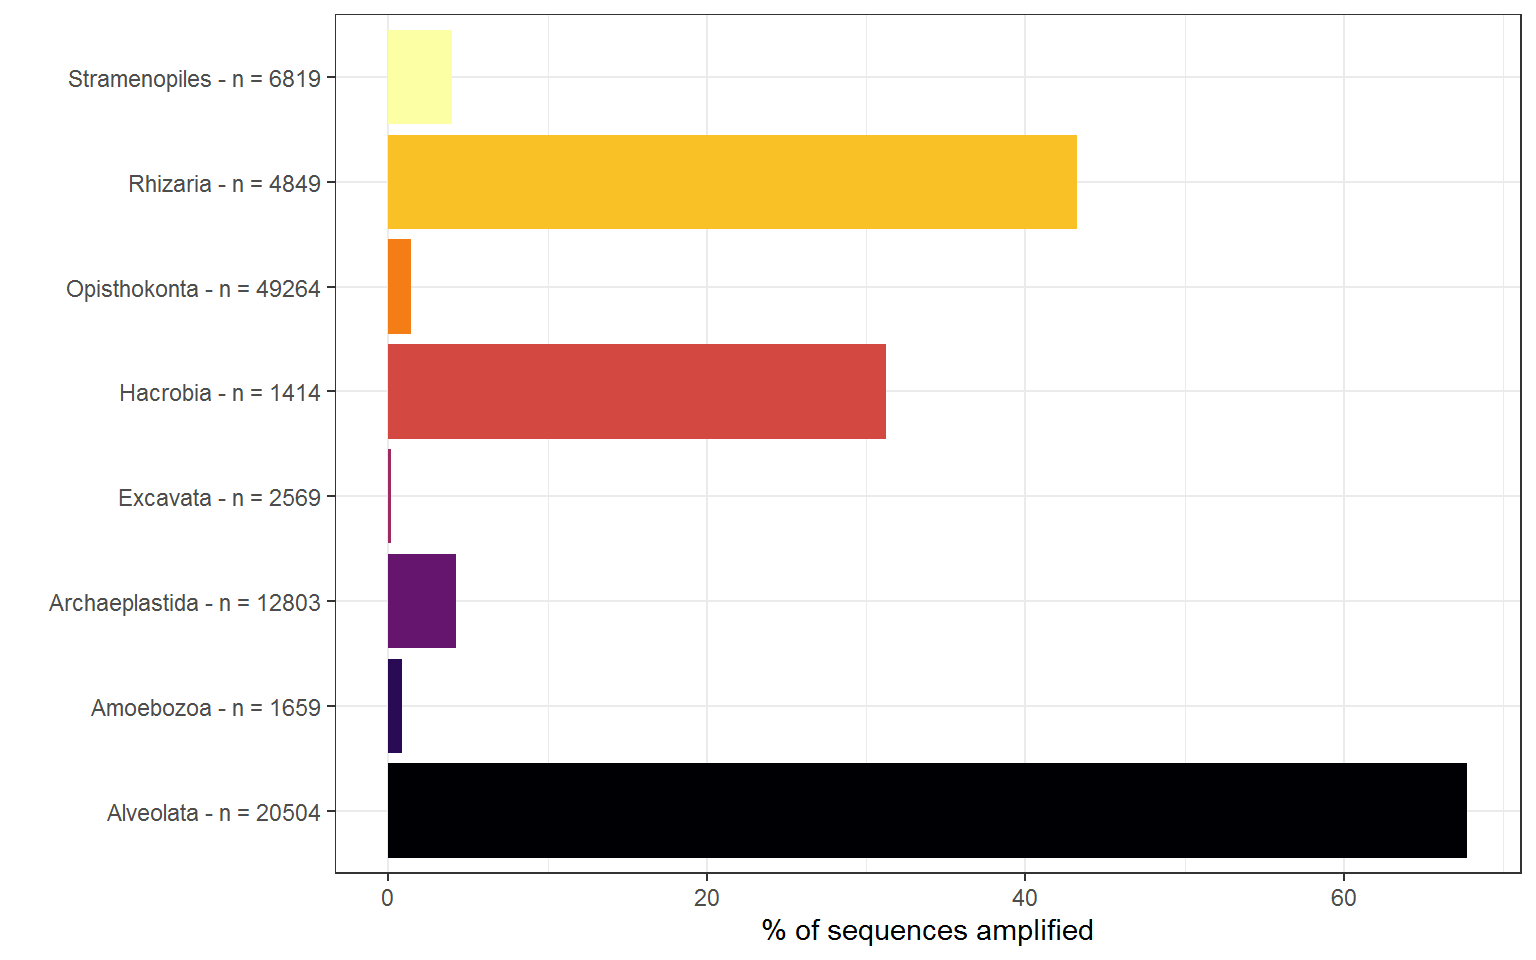 Stramenopiles - n = 6819
Rhizaria - n = 4849
Opisthokonta - n = 49264
Hacrobia - n = 1414
Excavata - n = 2569
Archaeplastida - n = 12803
Amoebozoa - n = 1659
Alveolata - n = 20504
0 20 40 60
% of sequences amplified